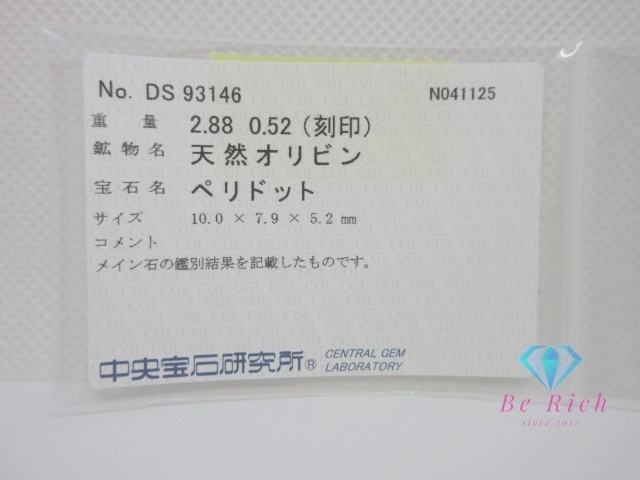 No. DS 93146 N041125
重量 2.88 0.52 (刻印)
鉱物名 天然オリビン
宝石名 ペリドット
サイズ 10.0 × 7.9 × 5.2 mm
コメント
メイン石の鑑別結果を記載したものです。
中央宝石研究所® CENTRAL GEM
LABORATORY
Be Rich
since 2012